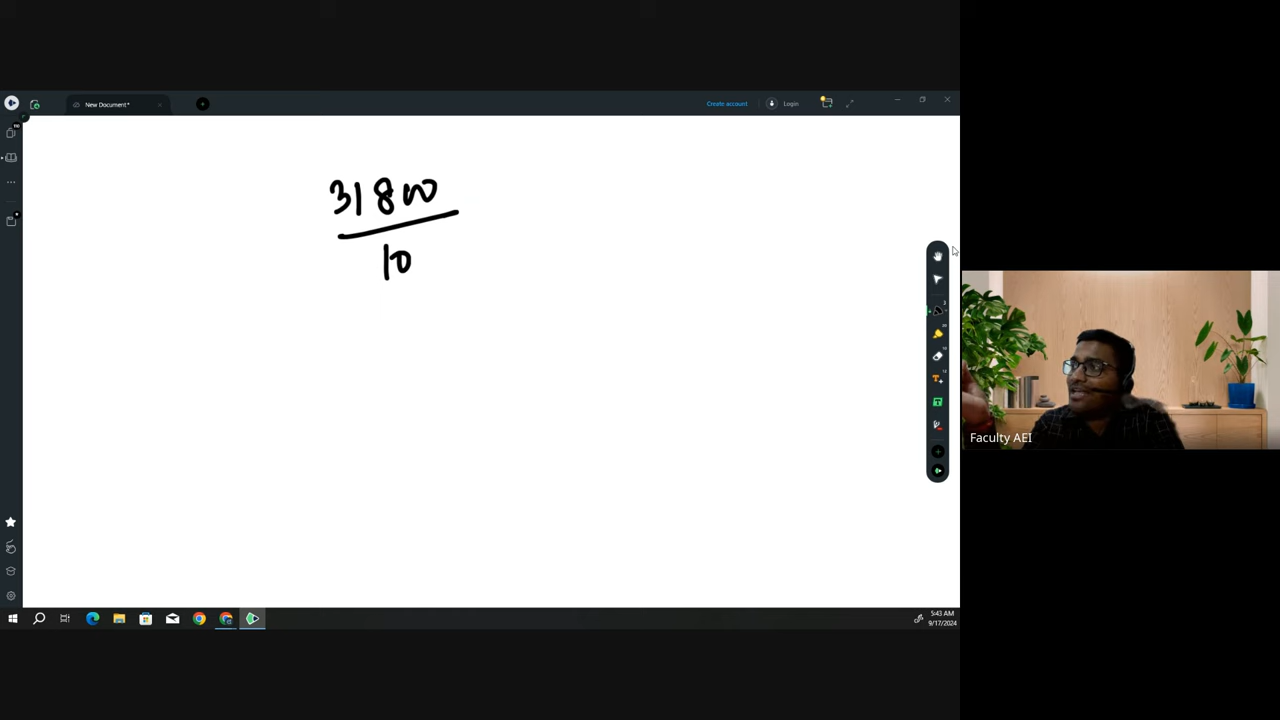 New Document*
Create account
Login
31800
10
Faculty AEI
5:43 AM
9/17/2024